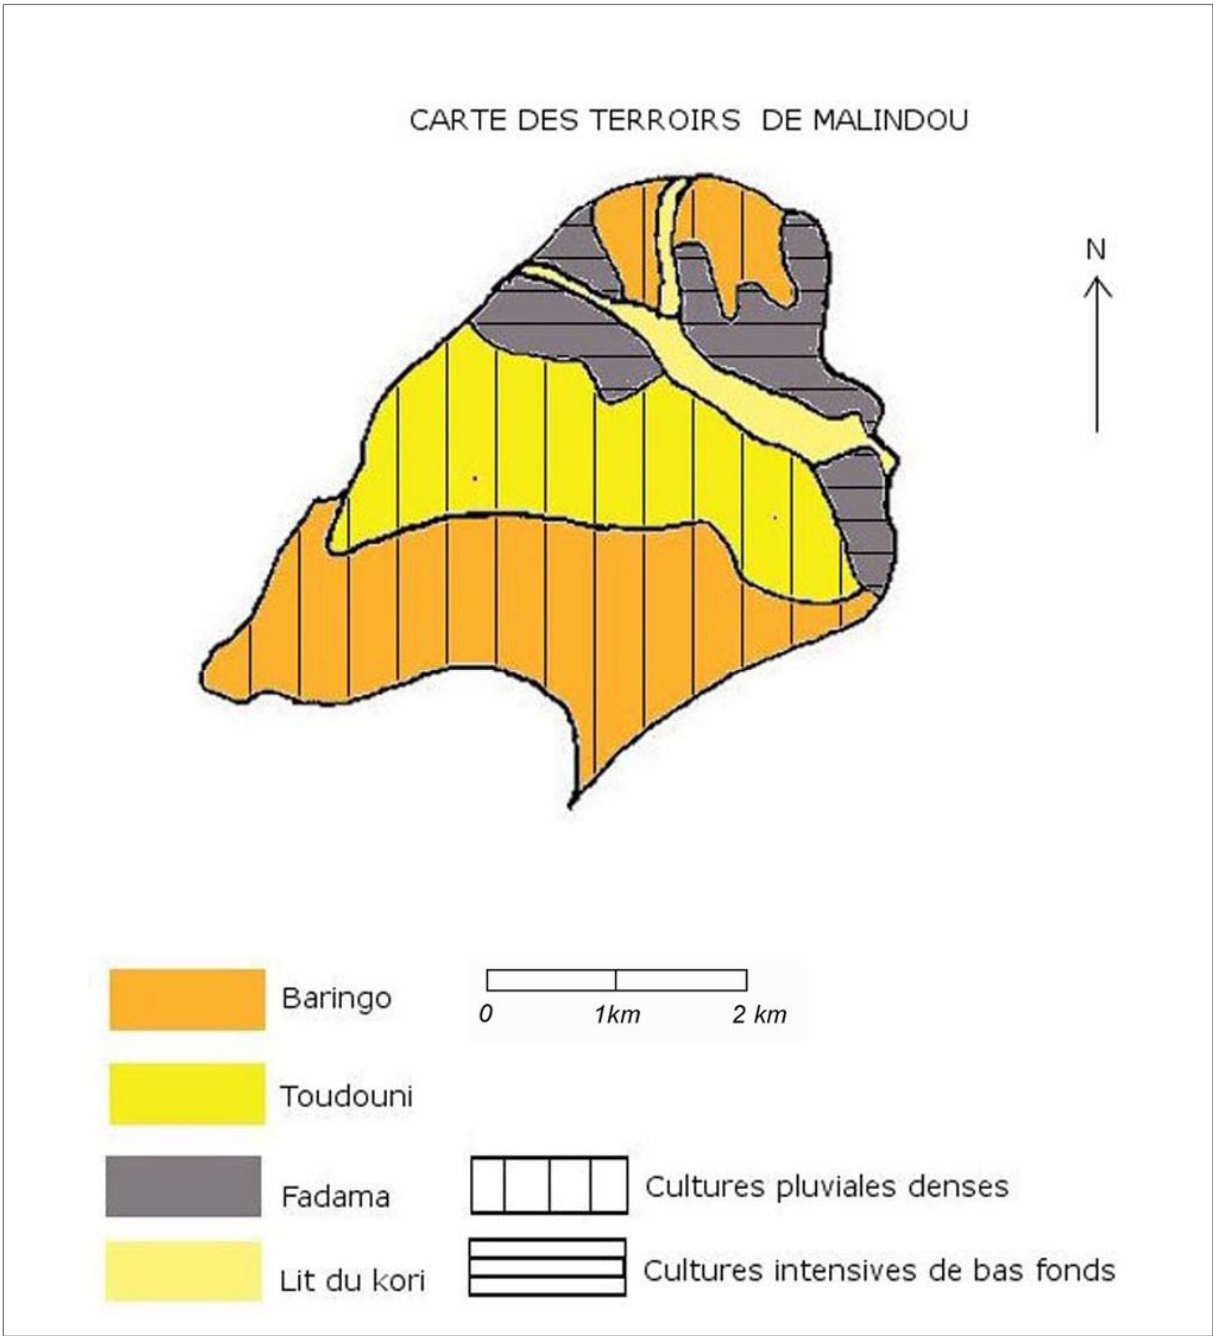 CARTE DES TERROIRS DE MALINDOU
N
Baringo
0 1km 2 km
Toudouni
Fadama
Cultures pluviales denses
Lit du kori
Cultures intensives de bas fonds